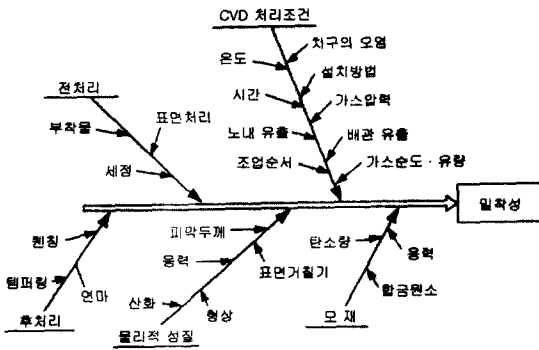 CVD 처리조건
온도
차구의 오염
설치방법
시간
가스압력
노내 유출
배관 유출
조업순서
가스순도 · 유량
전처리
부착물
표면처리
세정
밀착성
퀜칭
템퍼링
연마
후처리
피막두께
응력
표면거칠기
산화
형상
물리적 성질
탄소량
응력
합금원소
모 재